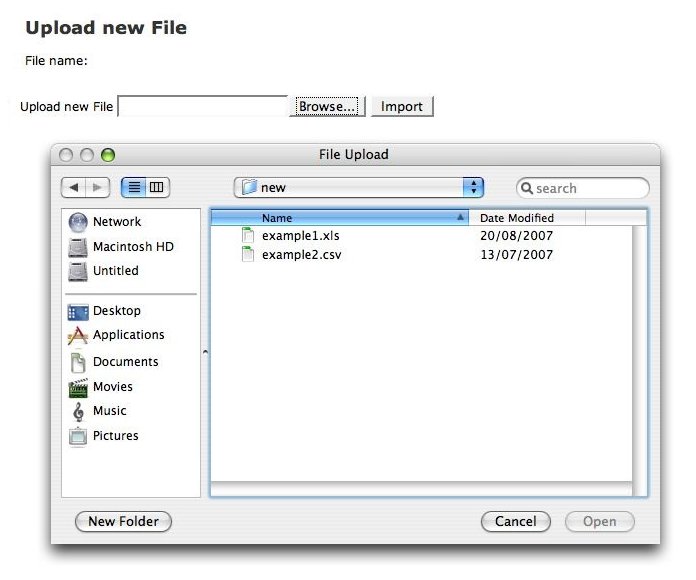 Upload new File
File name:
Upload new File Browse... Import
File Upload
new search
Name Date Modified
Network
Macintosh HD
Untitled
Desktop
Applications
Documents
Movies
Music
Pictures
example1.xls 20/08/2007
example2.csv 13/07/2007
New Folder Cancel Open